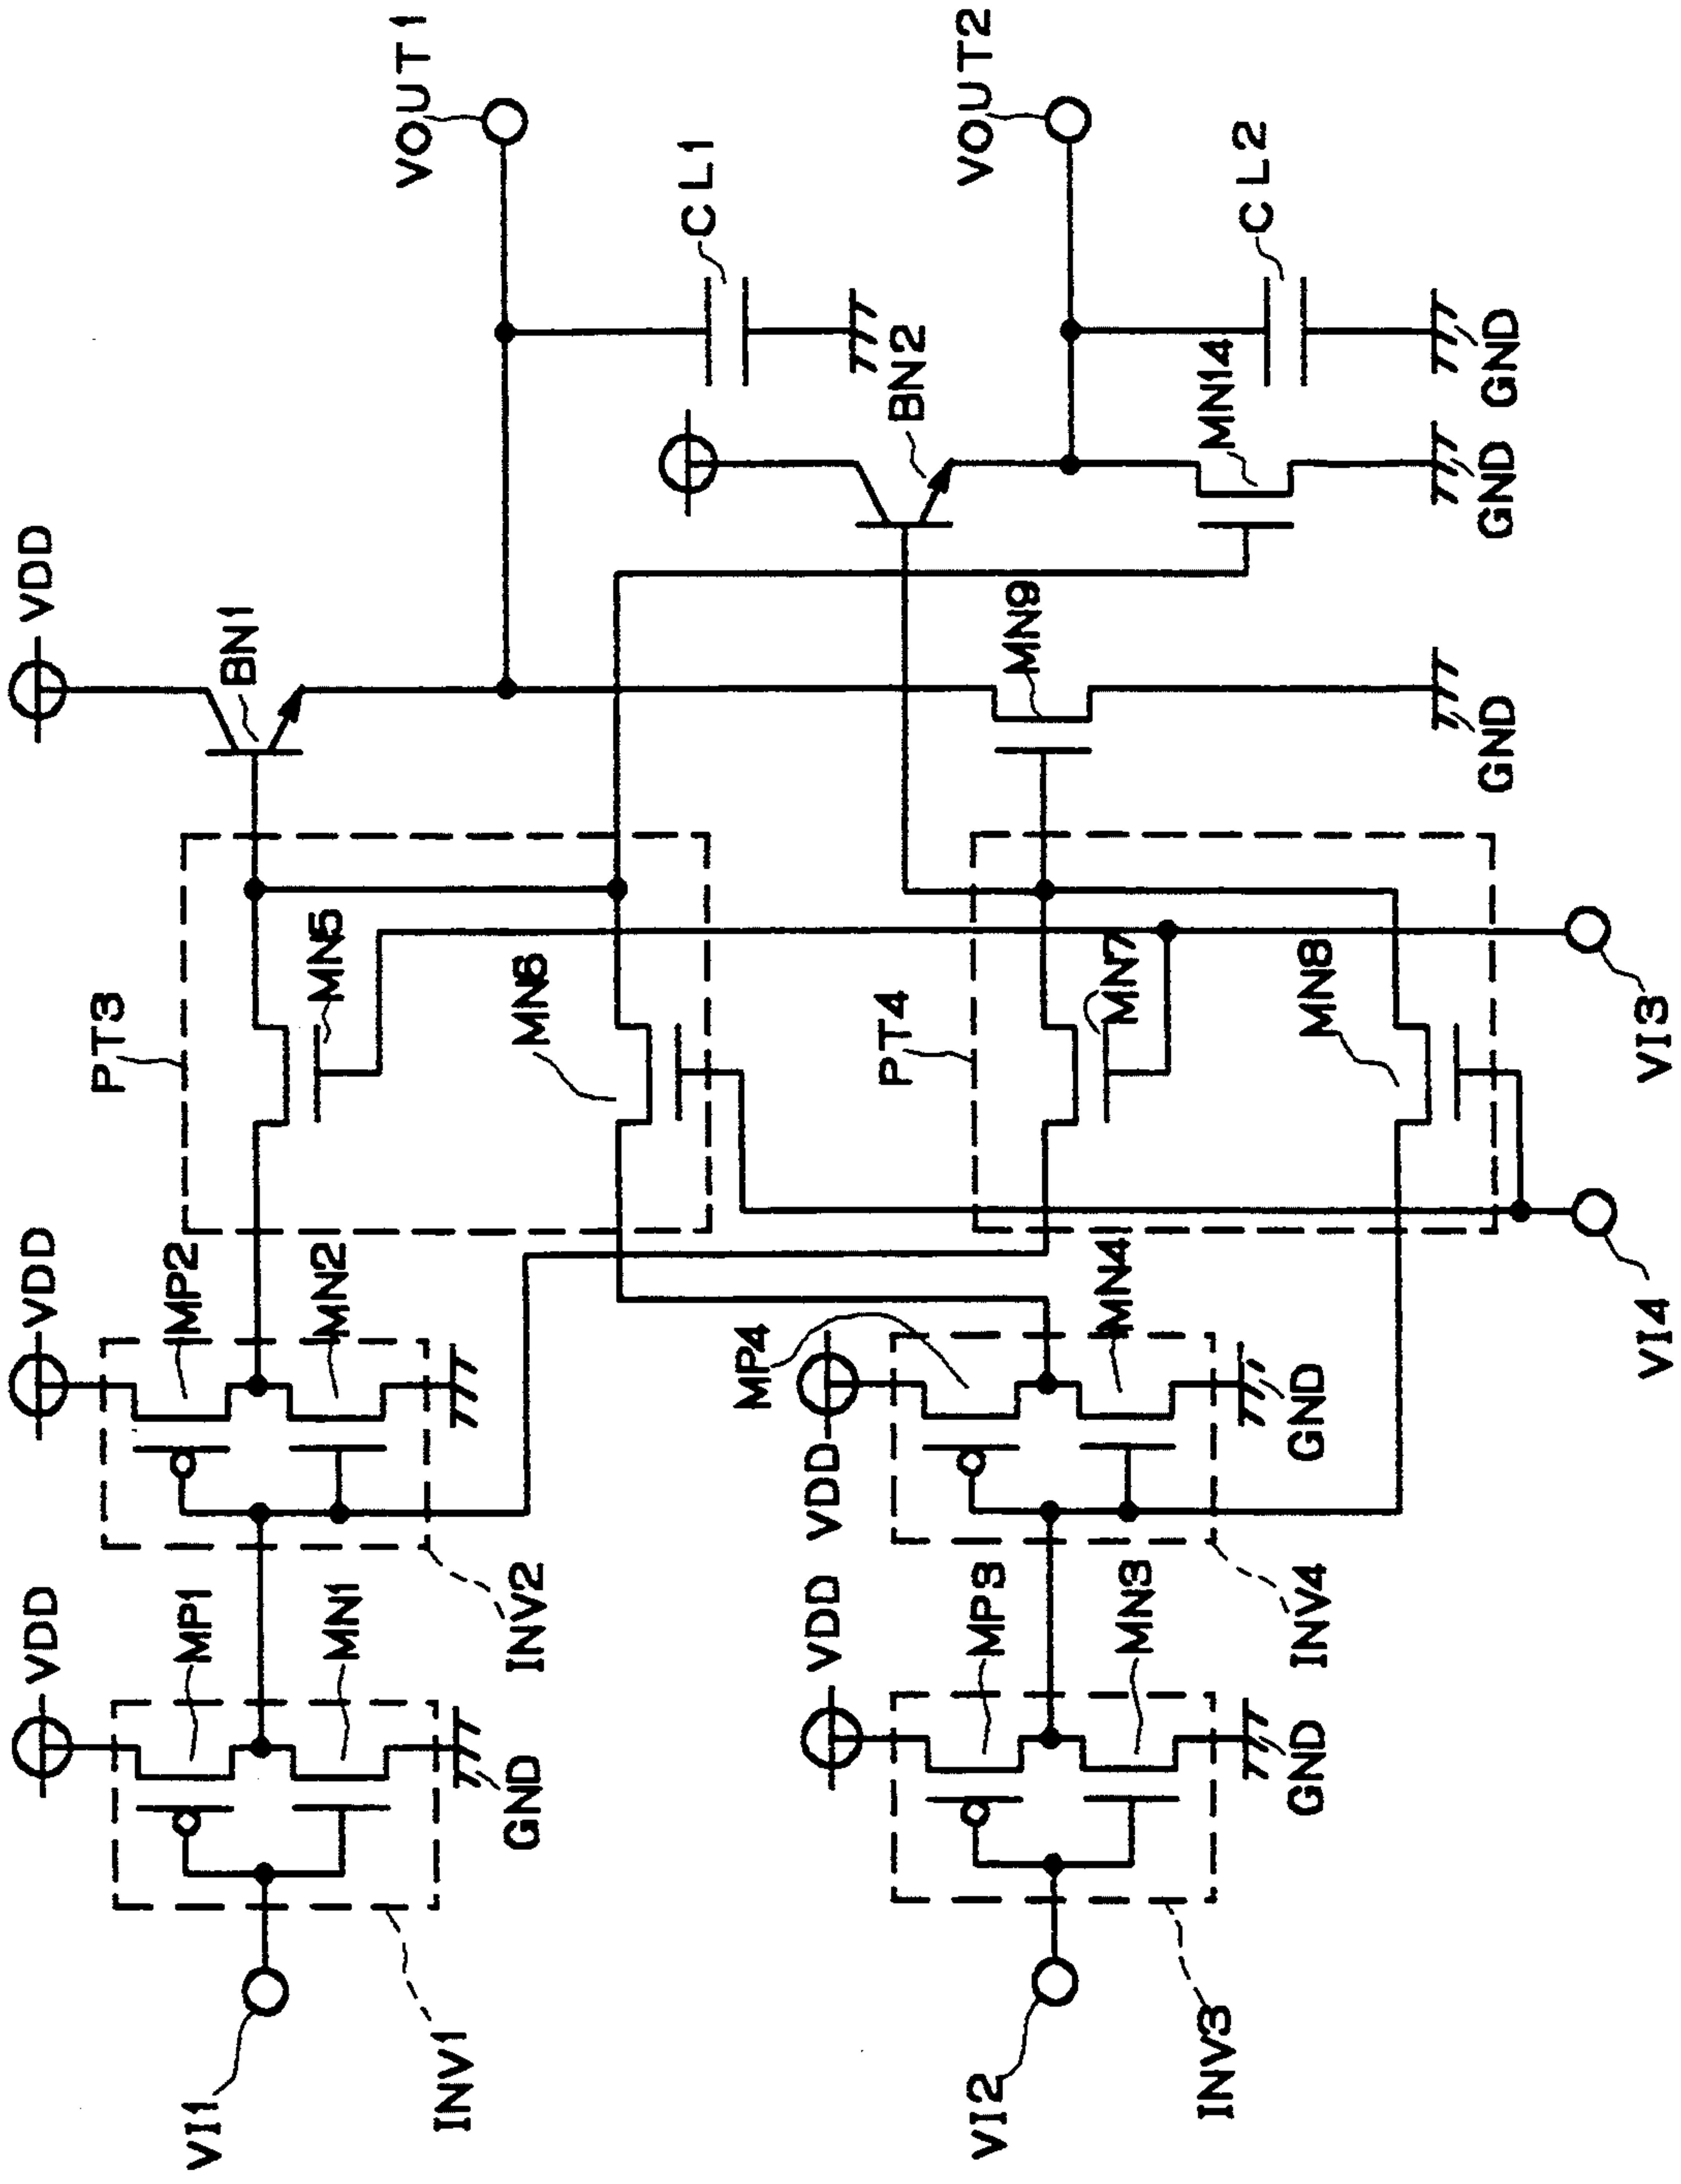 VDD
VOUT1
BN1
CL1
VDD
VDD
PT3
MP2
MN5
MP1
MN2
MN6
MN1
BN2
VOUT2
VI1
GND
INV2
INV1
MP4
VDD
VDD
PT4
MN9
CL2
MN14
MP3
MN4
MN7
MN3
MN8
VI2
GND
GND
GND
GND
GND
INV4
INV3
VI4
VI3